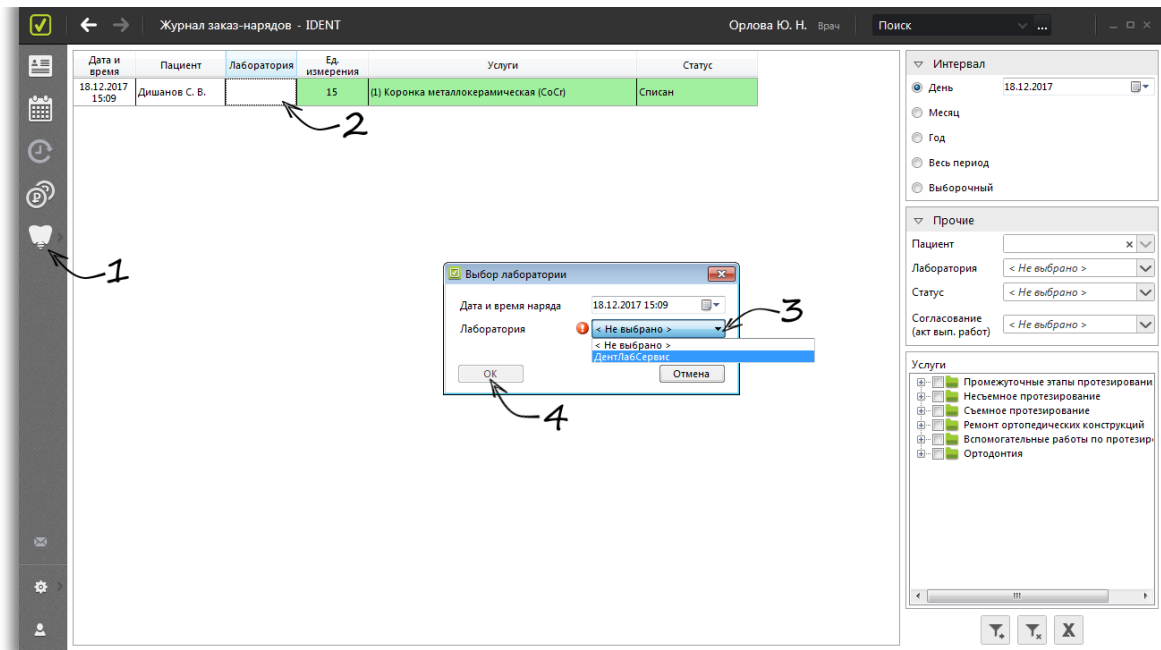 Журнал заказ-нарядов - IDENT
Орлова Ю. Н. Врач
Поиск
...
Дата и время Пациент Лаборатория Ед. измерения Услуги Статус
18.12.2017 15:09 Дишанов С. В. 15 (1) Коронка металлокерамическая (CoCr) Списан
2
1
Выбор лаборатории
Дата и время наряда 18.12.2017 15:09
Лаборатория < Не выбрано >
3
< Не выбрано >
ДентЛабСервис
OK Отмена
4
Интервал
День 18.12.2017
Месяц
Год
Весь период
Выборочный
Прочие
Пациент
Лаборатория < Не выбрано >
Статус < Не выбрано >
Согласование
(акт вып. работ) < Не выбрано >
Услуги
Промежуточные этапы протезировани
Несъемное протезирование
Съемное протезирование
Ремонт ортопедических конструкций
Вспомогательные работы по протезир
Ортодонтия